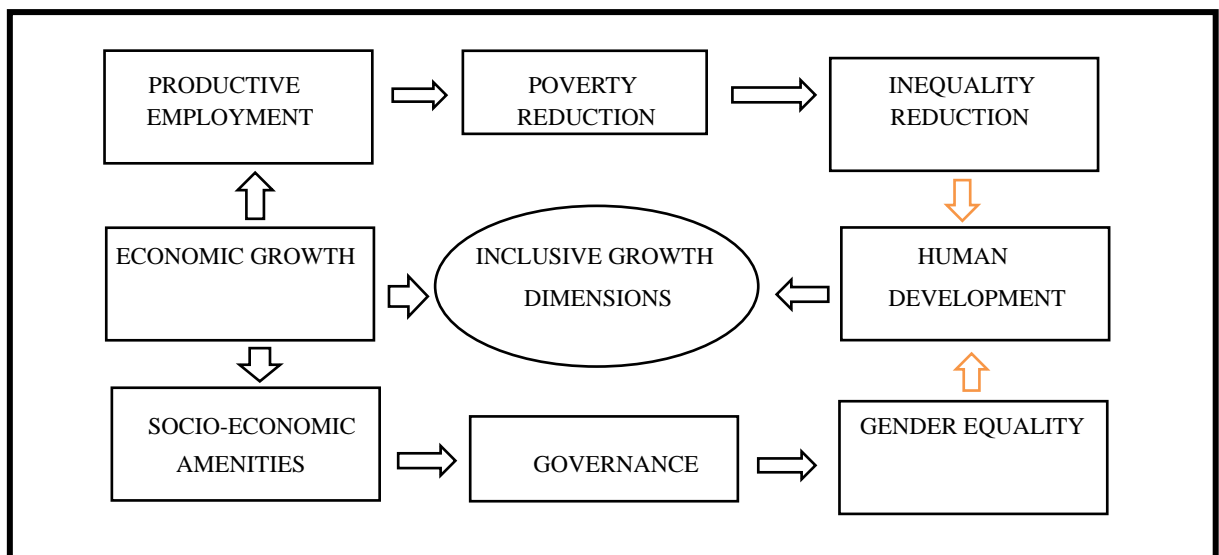 PRODUCTIVE
EMPLOYMENT
POVERTY
REDUCTION
INEQUALITY
REDUCTION
ECONOMIC GROWTH
INCLUSIVE GROWTH
DIMENSIONS
HUMAN
DEVELOPMENT
SOCIO-ECONOMIC
AMENITIES
GOVERNANCE
GENDER EQUALITY